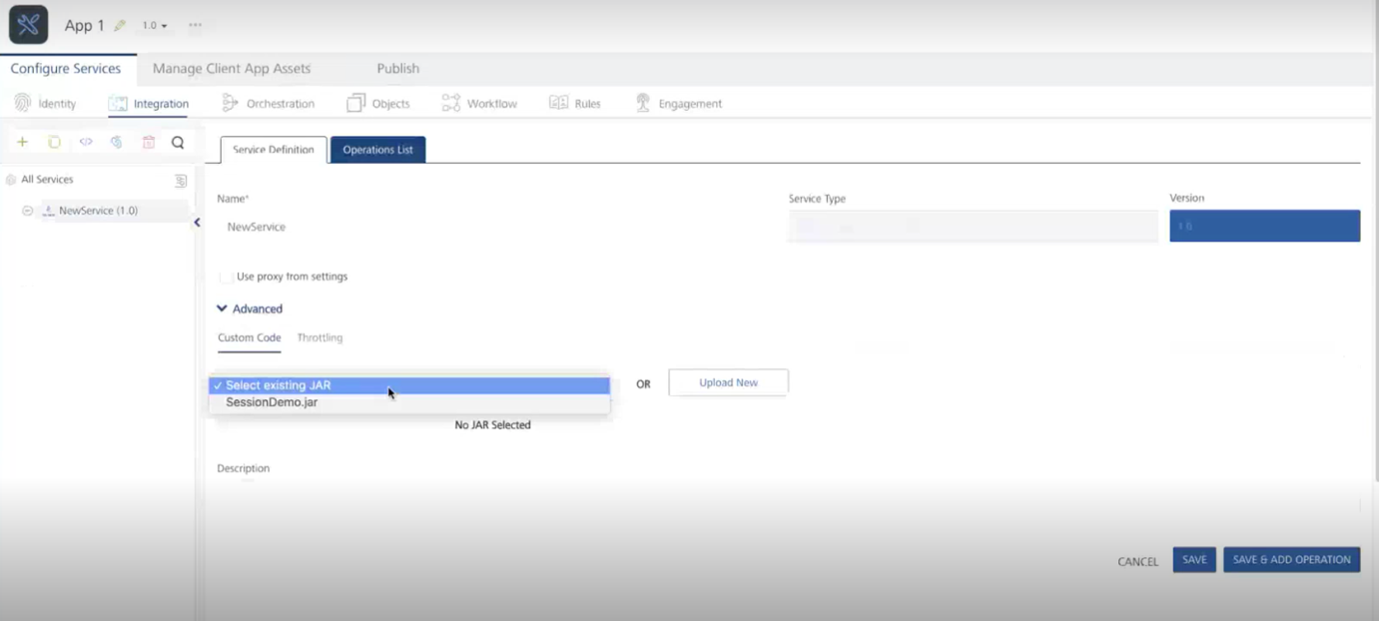 App 1 1.0 ...
Configure Services Manage Client App Assets Publish
Identity Integration Orchestration Objects Workflow Rules Engagement
Service Definition Operations List
All Services
NewService (1.0)
Name* Service Type Version
NewService 1.0
Use proxy from settings
Advanced
Custom Code Throttling
Select existing JAR OR Upload New
SessionDemo.jar
No JAR Selected
Description
CANCEL SAVE SAVE & ADD OPERATION